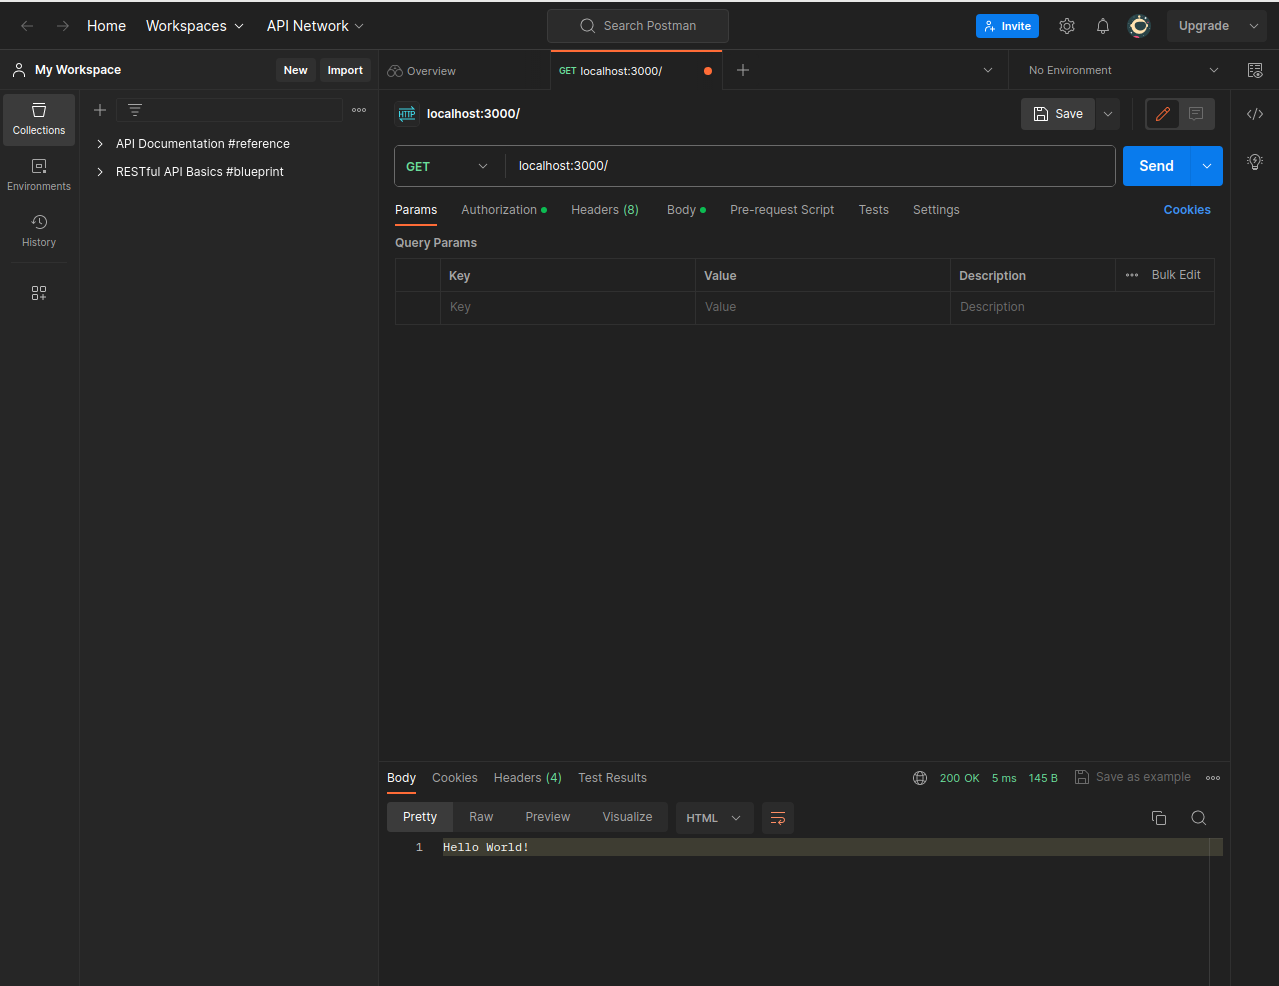 Home Workspaces API Network Search Postman Invite Upgrade
My Workspace New Import Overview GET localhost:3000/ No Environment
Collections
Environments
History
API Documentation #reference
RESTful API Basics #blueprint
HTTP localhost:3000/ Save
GET localhost:3000/ Send
Params Authorization Headers (8) Body Pre-request Script Tests Settings Cookies
Query Params
Key Value Description Bulk Edit
Key Value Description
Body Cookies Headers (4) Test Results 200 OK 5 ms 145 B Save as example
Pretty Raw Preview Visualize HTML
1 Hello World!